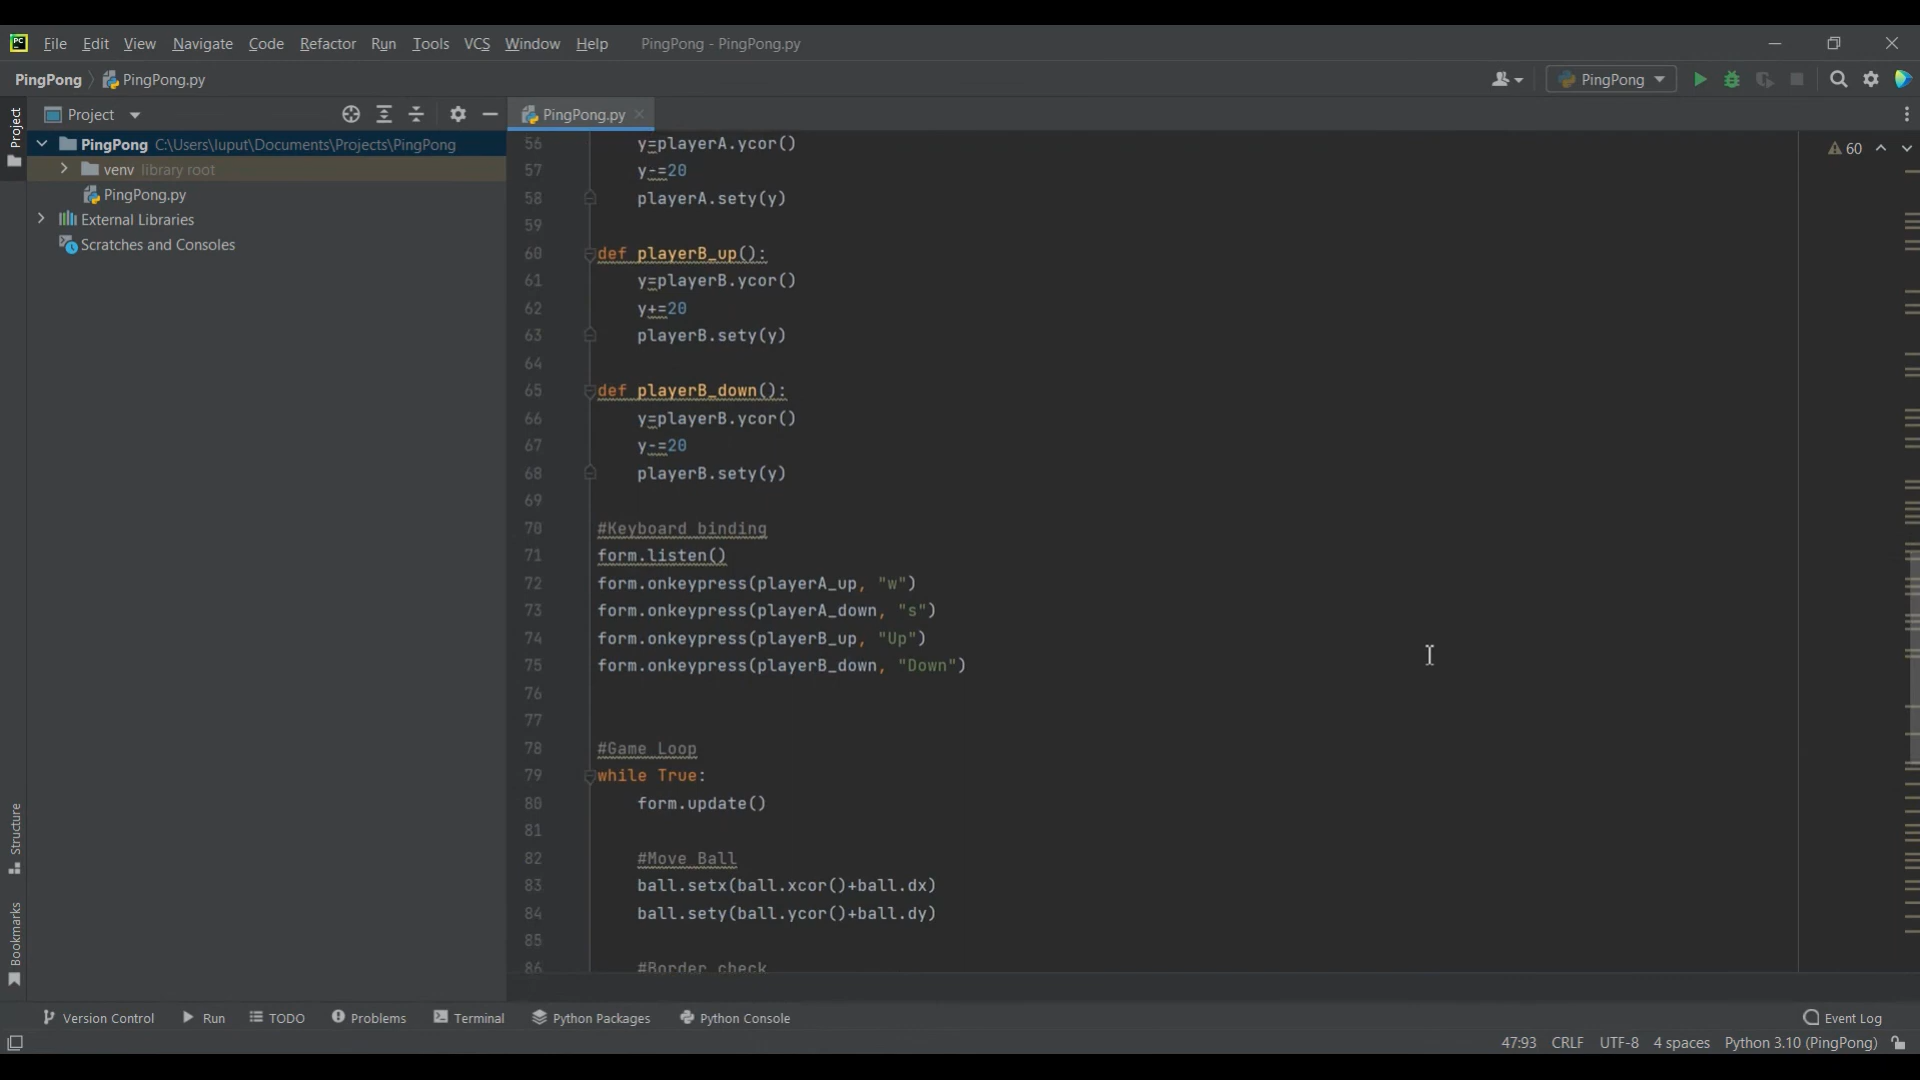 PC File Edit View Navigate Code Refactor Run Tools VCS Window Help PingPong - PingPong.py
PingPong PingPong.py PingPong
Project PingPong.py
Project
PingPong C:\Users\luput\Documents\Projects\PingPong
venv library root
PingPong.py
External Libraries
Scratches and Consoles
60
56 y=playerA.ycor()
57 y-=20
58 playerA.sety(y)
59
60 def playerB_up():
61 y=playerB.ycor()
62 y+=20
63 playerB.sety(y)
64
65 def playerB_down():
66 y=playerB.ycor()
67 y-=20
68 playerB.sety(y)
69
70 #Keyboard binding
71 form.listen()
72 form.onkeypress(playerA_up, "w")
73 form.onkeypress(playerA_down, "s")
74 form.onkeypress(playerB_up, "Up")
75 form.onkeypress(playerB_down, "Down")
76
77
78 #Game Loop
79 while True:
80 form.update()
81
82 #Move Ball
83 ball.setx(ball.xcor()+ball.dx)
84 ball.sety(ball.ycor()+ball.dy)
85
86 #Border check
Structure
Bookmarks
Version Control Run TODO Problems Terminal Python Packages Python Console Event Log
47:93 CRLF UTF-8 4 spaces Python 3.10 (PingPong)